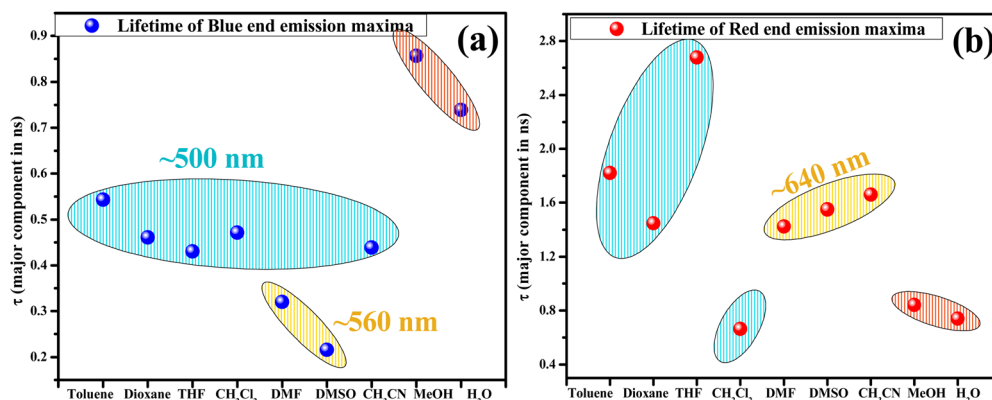 Lifetime of Blue end emission maxima
(a)
τ (major component in ns)
0.9
0.8
0.7
0.6
0.5
0.4
0.3
0.2
~500 nm
~560 nm
Toluene Dioxane THF CH₂Cl₂ DMF DMSO CH₃CN MeOH H₂O
Lifetime of Red end emission maxima
(b)
τ (major component in ns)
2.8
2.4
2.0
1.6
1.2
0.8
0.4
~640 nm
Toluene Dioxane THF CH₂Cl₂ DMF DMSO CH₃CN MeOH H₂O